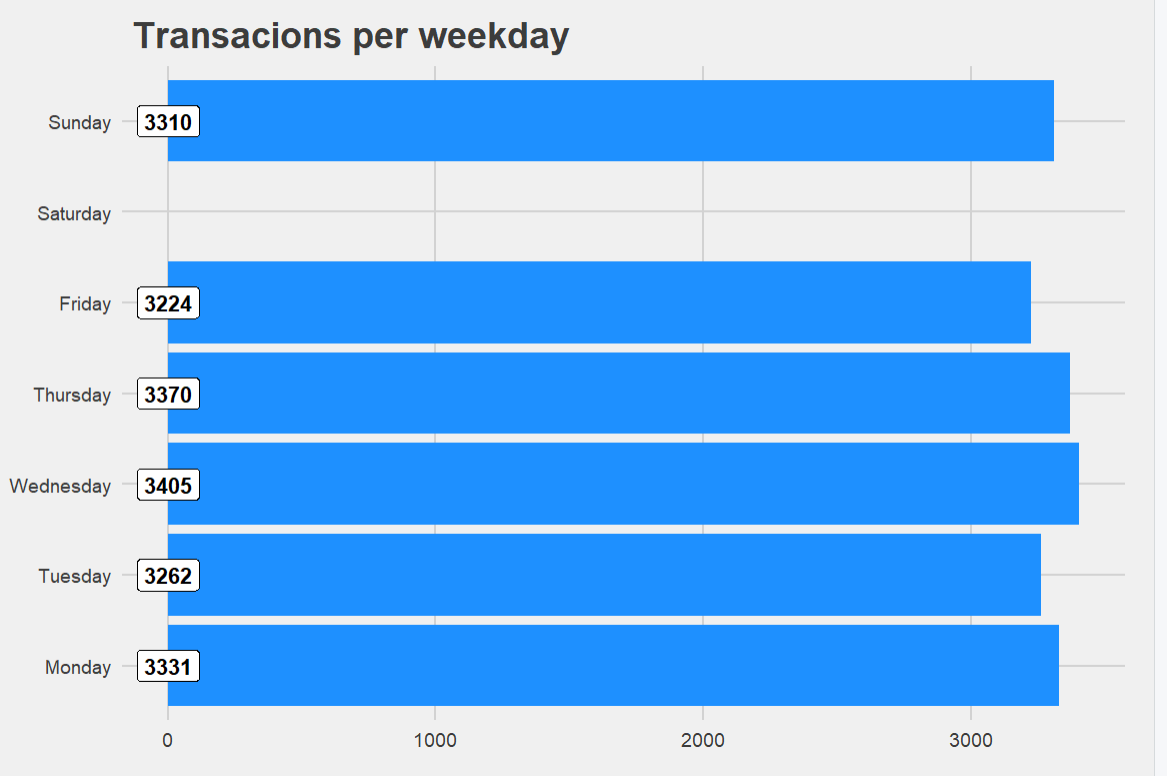 Transacions per weekday
Sunday 3310
Saturday
Friday 3224
Thursday 3370
Wednesday 3405
Tuesday 3262
Monday 3331
0 1000 2000 3000